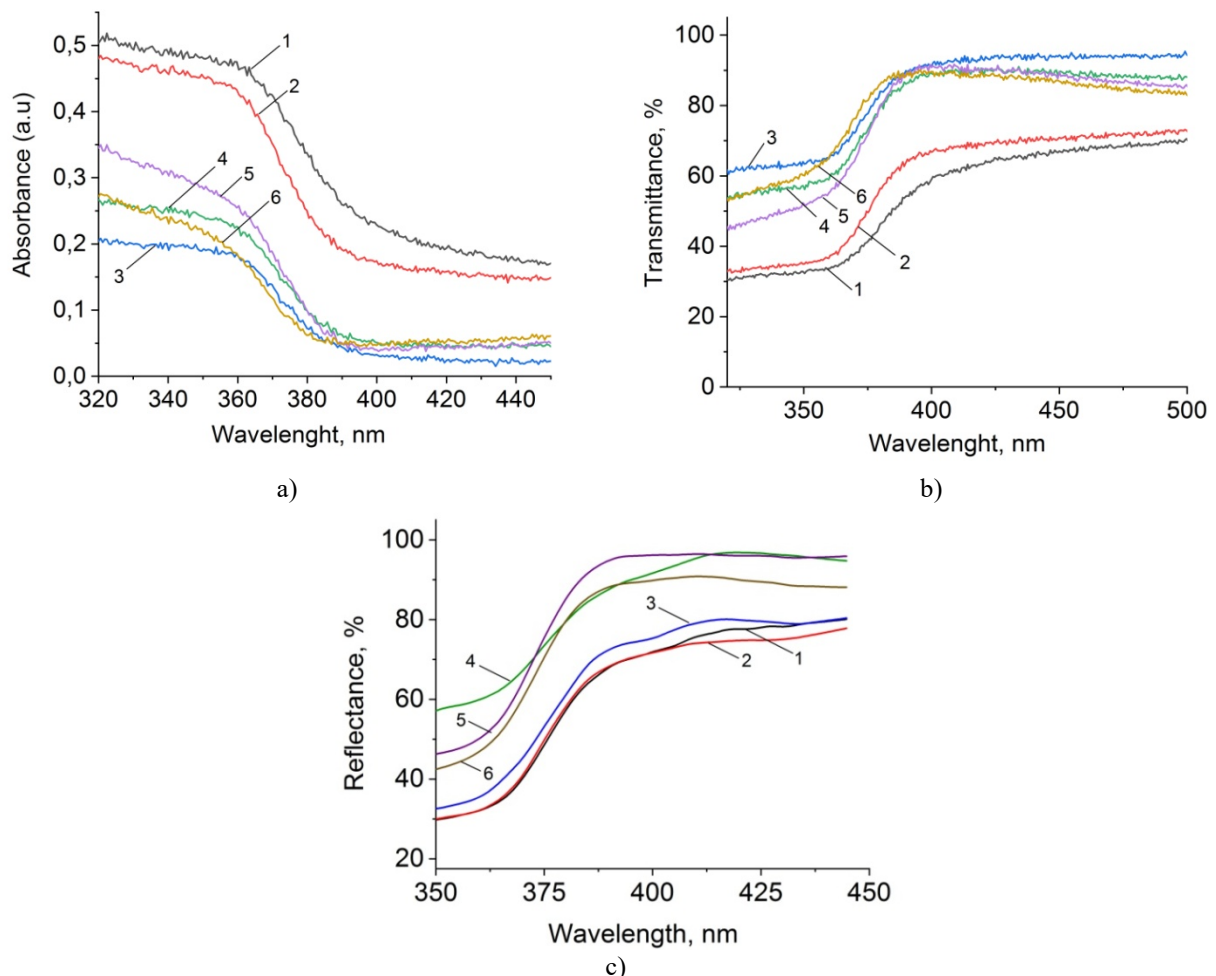 0,5
0,4
0,3
0,2
0,1
0,0
Absorbance (a.u)
1
2
4
5
6
3
320 340 360 380 400 420 440
Wavelenght, nm
a)
100
80
60
40
20
0
Transmittance, %
3
6
5
4
2
1
350 400 450 500
Wavelenght, nm
b)
100
80
60
40
20
Reflectance, %
4
3
5
2
1
6
350 375 400 425 450
Wavelength, nm
c)